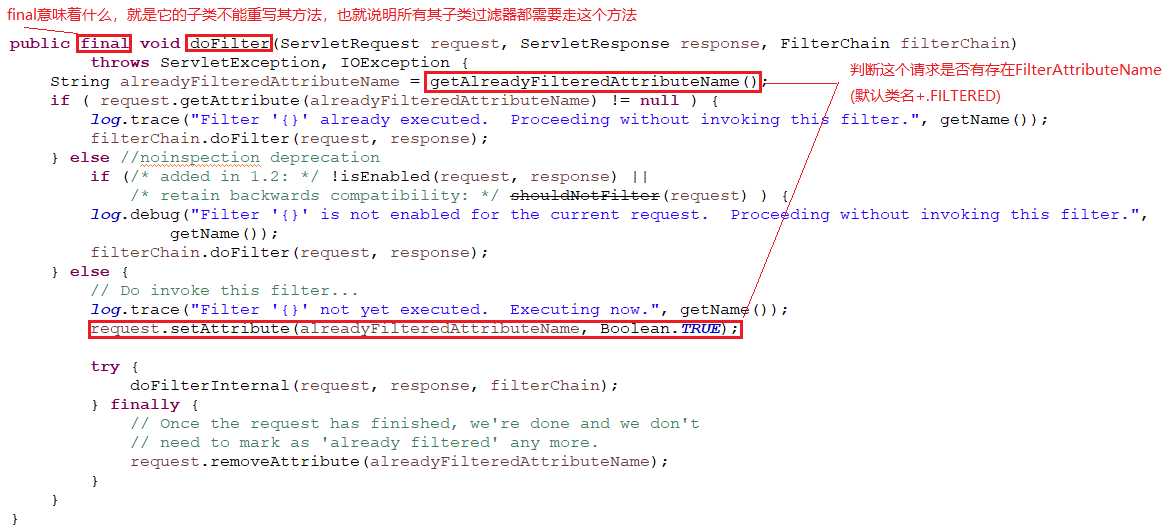 final意味着什么，就是它的子类不能重写其方法，也就说明所有其子类过滤器都需要走这个方法
public final void doFilter(ServletRequest request, ServletResponse response, FilterChain filterChain)
        throws ServletException, IOException {
    String alreadyFilteredAttributeName = getAlreadyFilteredAttributeName();
判断这个请求是否有存在FilterAttributeName
(默认类名+.FILTERED)
    if ( request.getAttribute(alreadyFilteredAttributeName) != null ) {
        log.trace("Filter '{}' already executed.  Proceeding without invoking this filter.", getName());
        filterChain.doFilter(request, response);
    } else //noinspection deprecation
        if (/* added in 1.2: */ !isEnabled(request, response) ||
            /* retain backwards compatibility: */ shouldNotFilter(request) ) {
        log.debug("Filter '{}' is not enabled for the current request.  Proceeding without invoking this filter.",
                getName());
        filterChain.doFilter(request, response);
    } else {
        // Do invoke this filter...
        log.trace("Filter '{}' not yet executed.  Executing now.", getName());
        request.setAttribute(alreadyFilteredAttributeName, Boolean.TRUE);
        try {
            doFilterInternal(request, response, filterChain);
        } finally {
            // Once the request has finished, we're done and we don't
            // need to mark as 'already filtered' any more.
            request.removeAttribute(alreadyFilteredAttributeName);
        }
    }
}